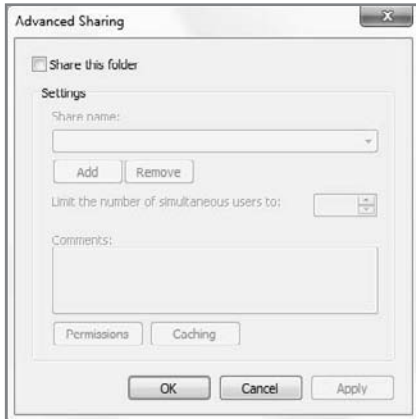 Advanced Sharing
Share this folder
Settings
Share name:
Add Remove
Limit the number of simultaneous users to:
Comments:
Permissions Caching
OK Cancel Apply